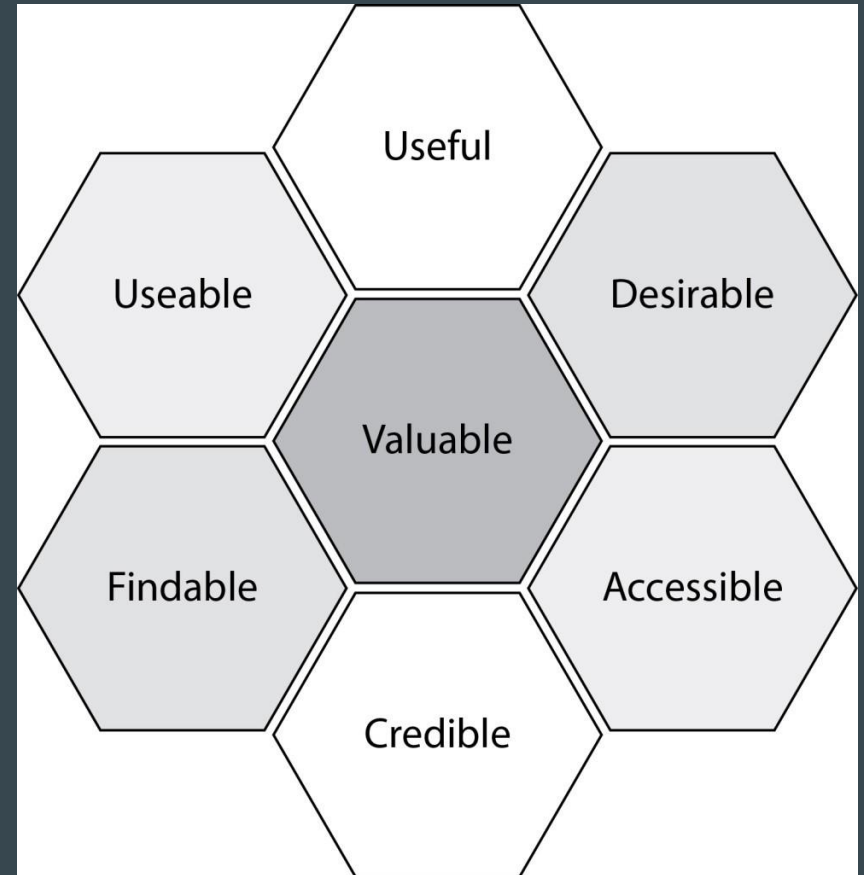 Useful
Useable
Desirable
Valuable
Findable
Accessible
Credible